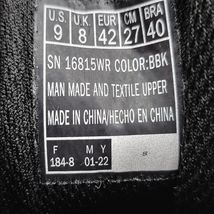 U.S. UK EUR CM BRA
9 8 42 27 40
SN 16815WR COLOR:BBK
MAN MADE AND TEXTILE UPPER
MADE IN CHINA/HECHO EN CHINA
F M Y
184-8 01-22